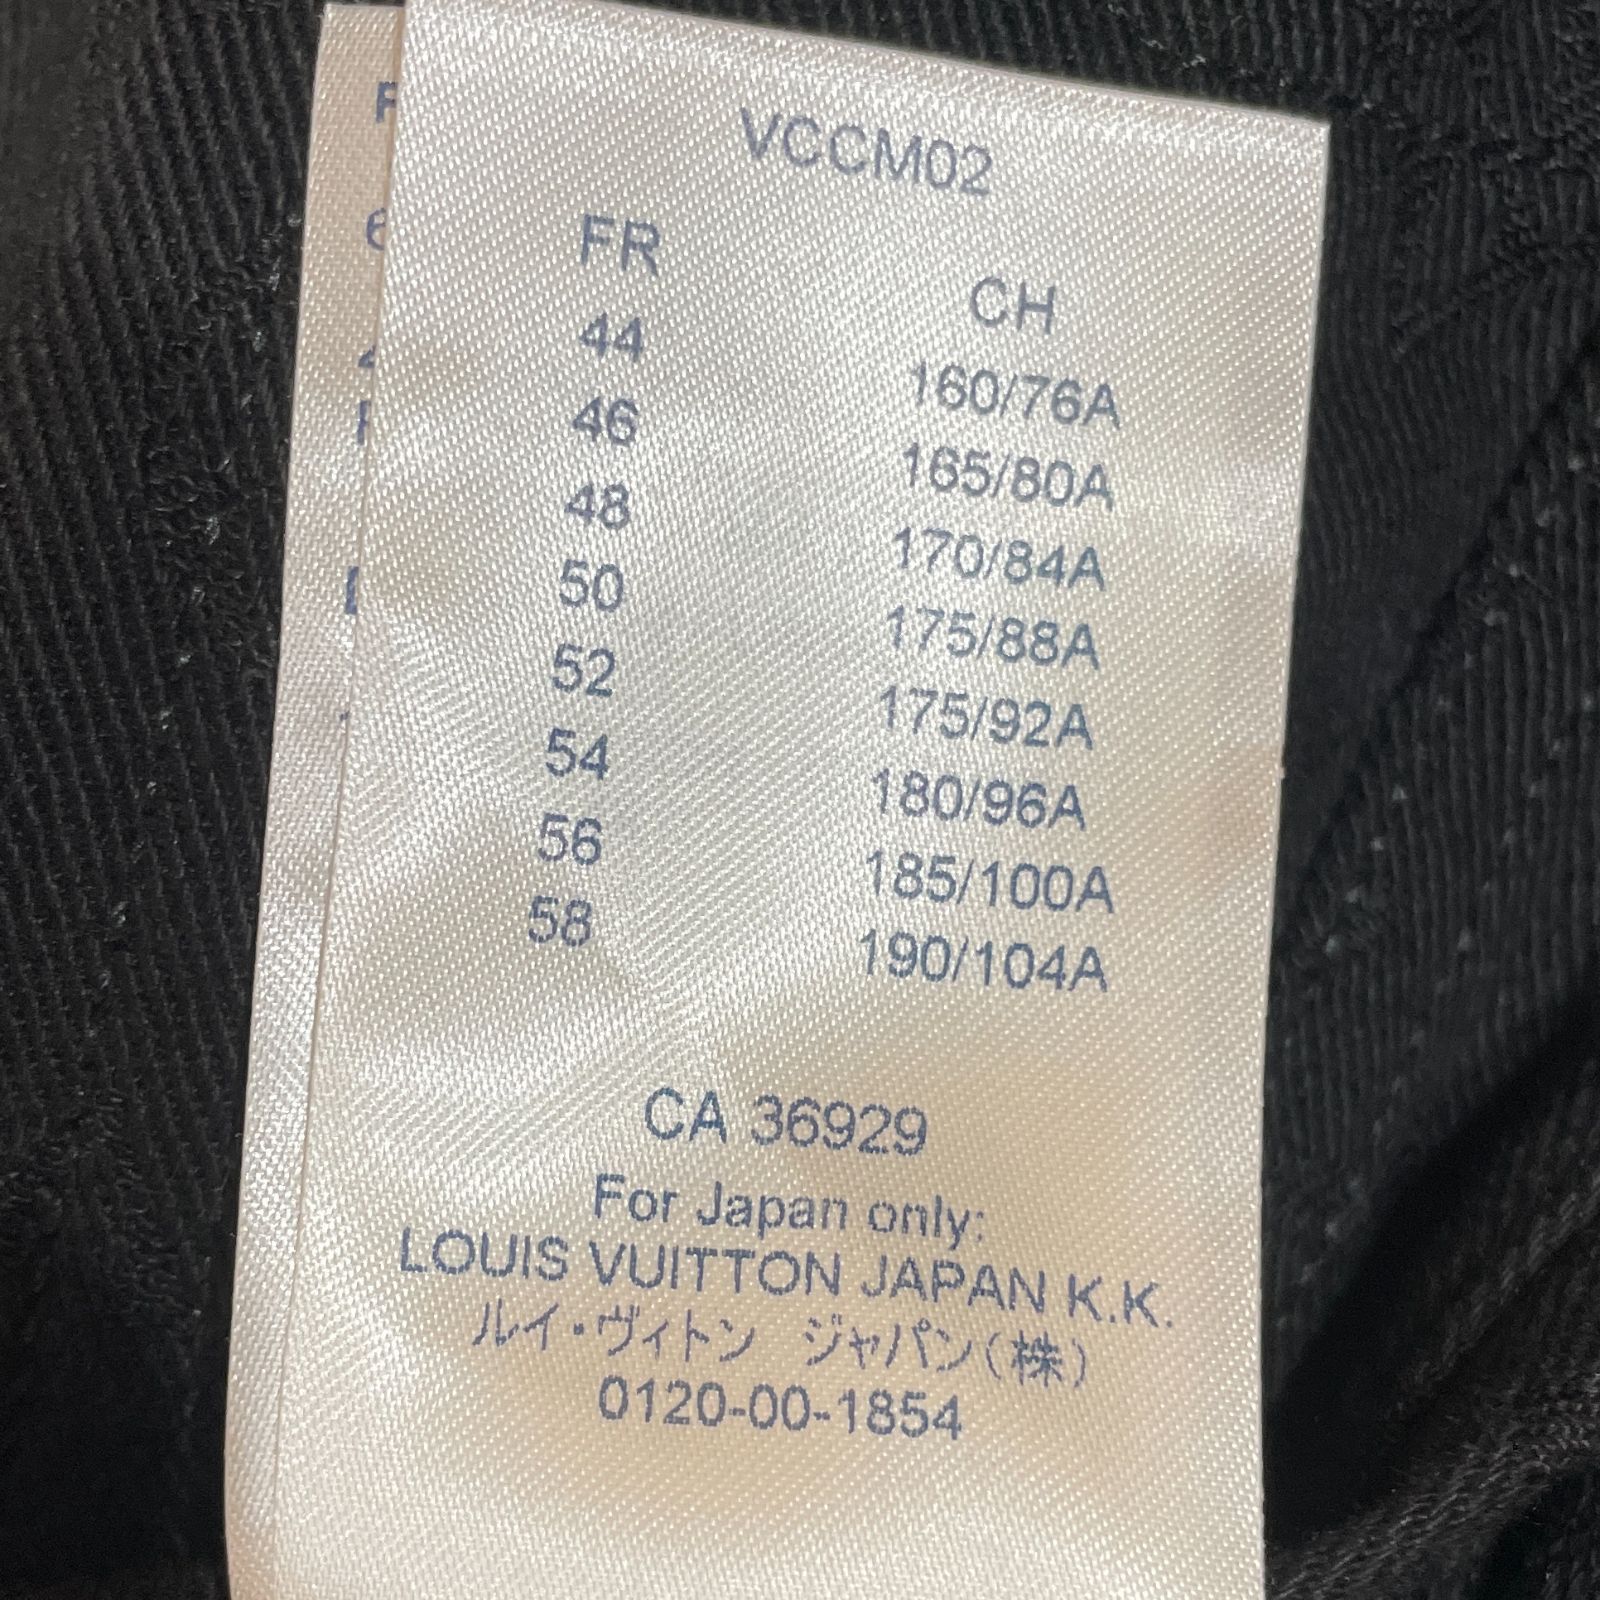 VCCM02
FR CH
44 160/76A
46 165/80A
48 170/84A
50 175/88A
52 175/92A
54 180/96A
56 185/100A
58 190/104A
CA 36929
For Japan only:
LOUIS VUITTON JAPAN K.K.
ルイ・ヴィトン ジャパン(株)
0120-00-1854